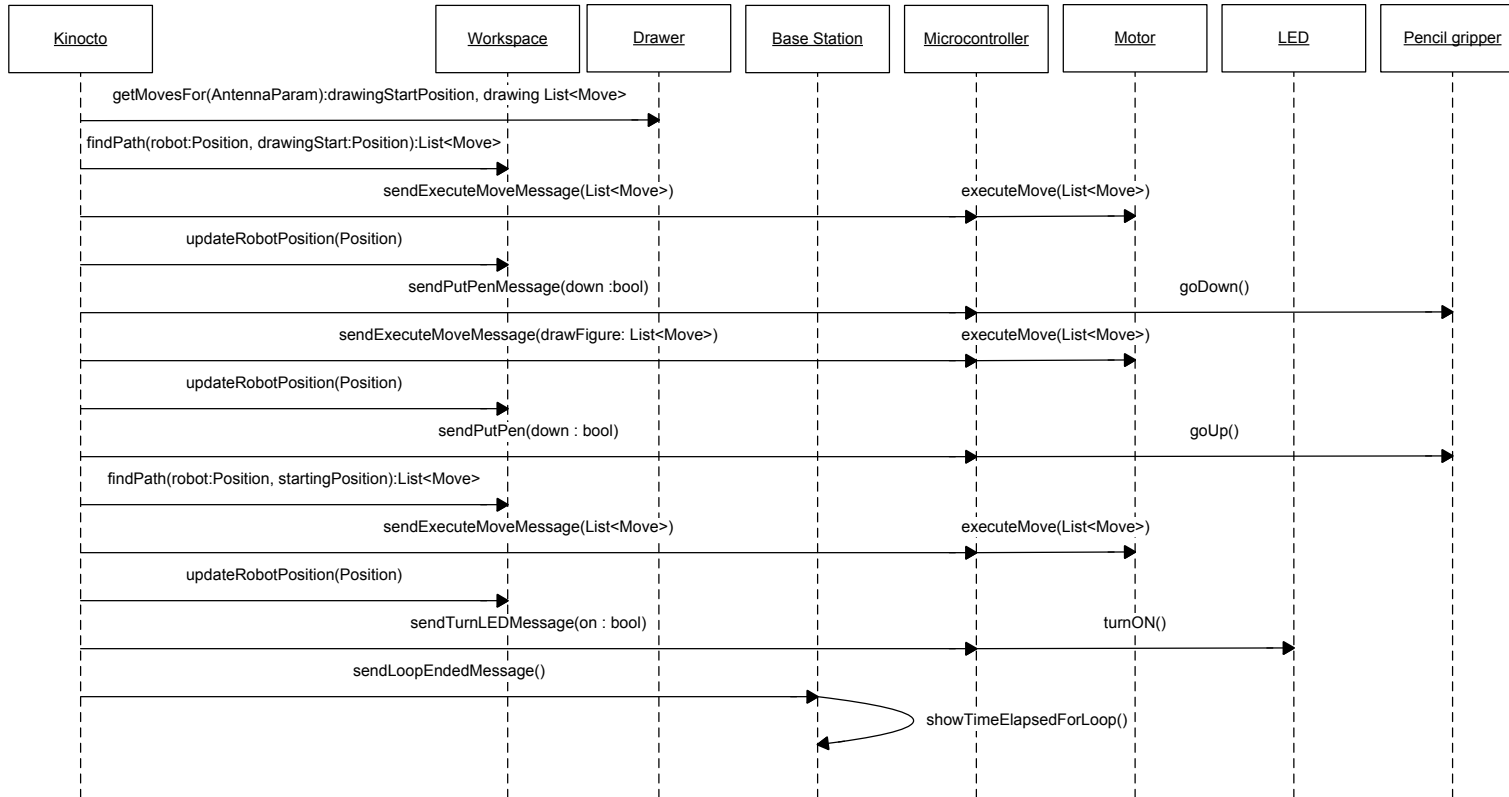 Kinocto
Workspace
Drawer
Base Station
Microcontroller
Motor
LED
Pencil gripper
getMovesFor(AntennaParam):drawingStartPosition, drawing List<Move>
findPath(robot:Position, drawingStart:Position):List<Move>
sendExecuteMoveMessage(List<Move>)
executeMove(List<Move>)
updateRobotPosition(Position)
sendPutPenMessage(down :bool)
goDown()
sendExecuteMoveMessage(drawFigure: List<Move>)
executeMove(List<Move>)
updateRobotPosition(Position)
sendPutPen(down : bool)
goUp()
findPath(robot:Position, startingPosition):List<Move>
sendExecuteMoveMessage(List<Move>)
executeMove(List<Move>)
updateRobotPosition(Position)
sendTurnLEDMessage(on : bool)
turnON()
sendLoopEndedMessage()
showTimeElapsedForLoop()